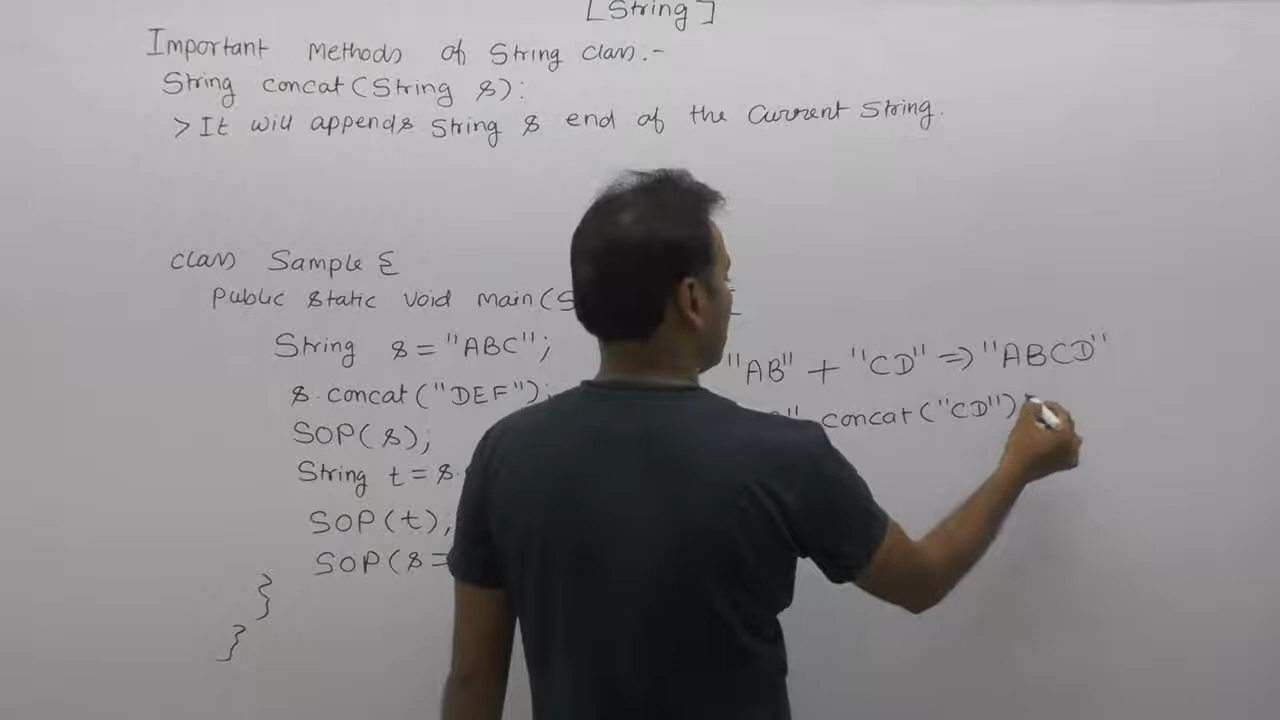 [String]
Important Methods of String class.-
String concat(String s):
> It will appends String s end of the Current String.
class Sample {
Public static void main(S
String s = "ABC";
s.concat("DEF");
SOP(s);
String t = s.
SOP(t);
SOP(s =
}
}
"AB" + "CD" => "ABCD"
" concat("CD")